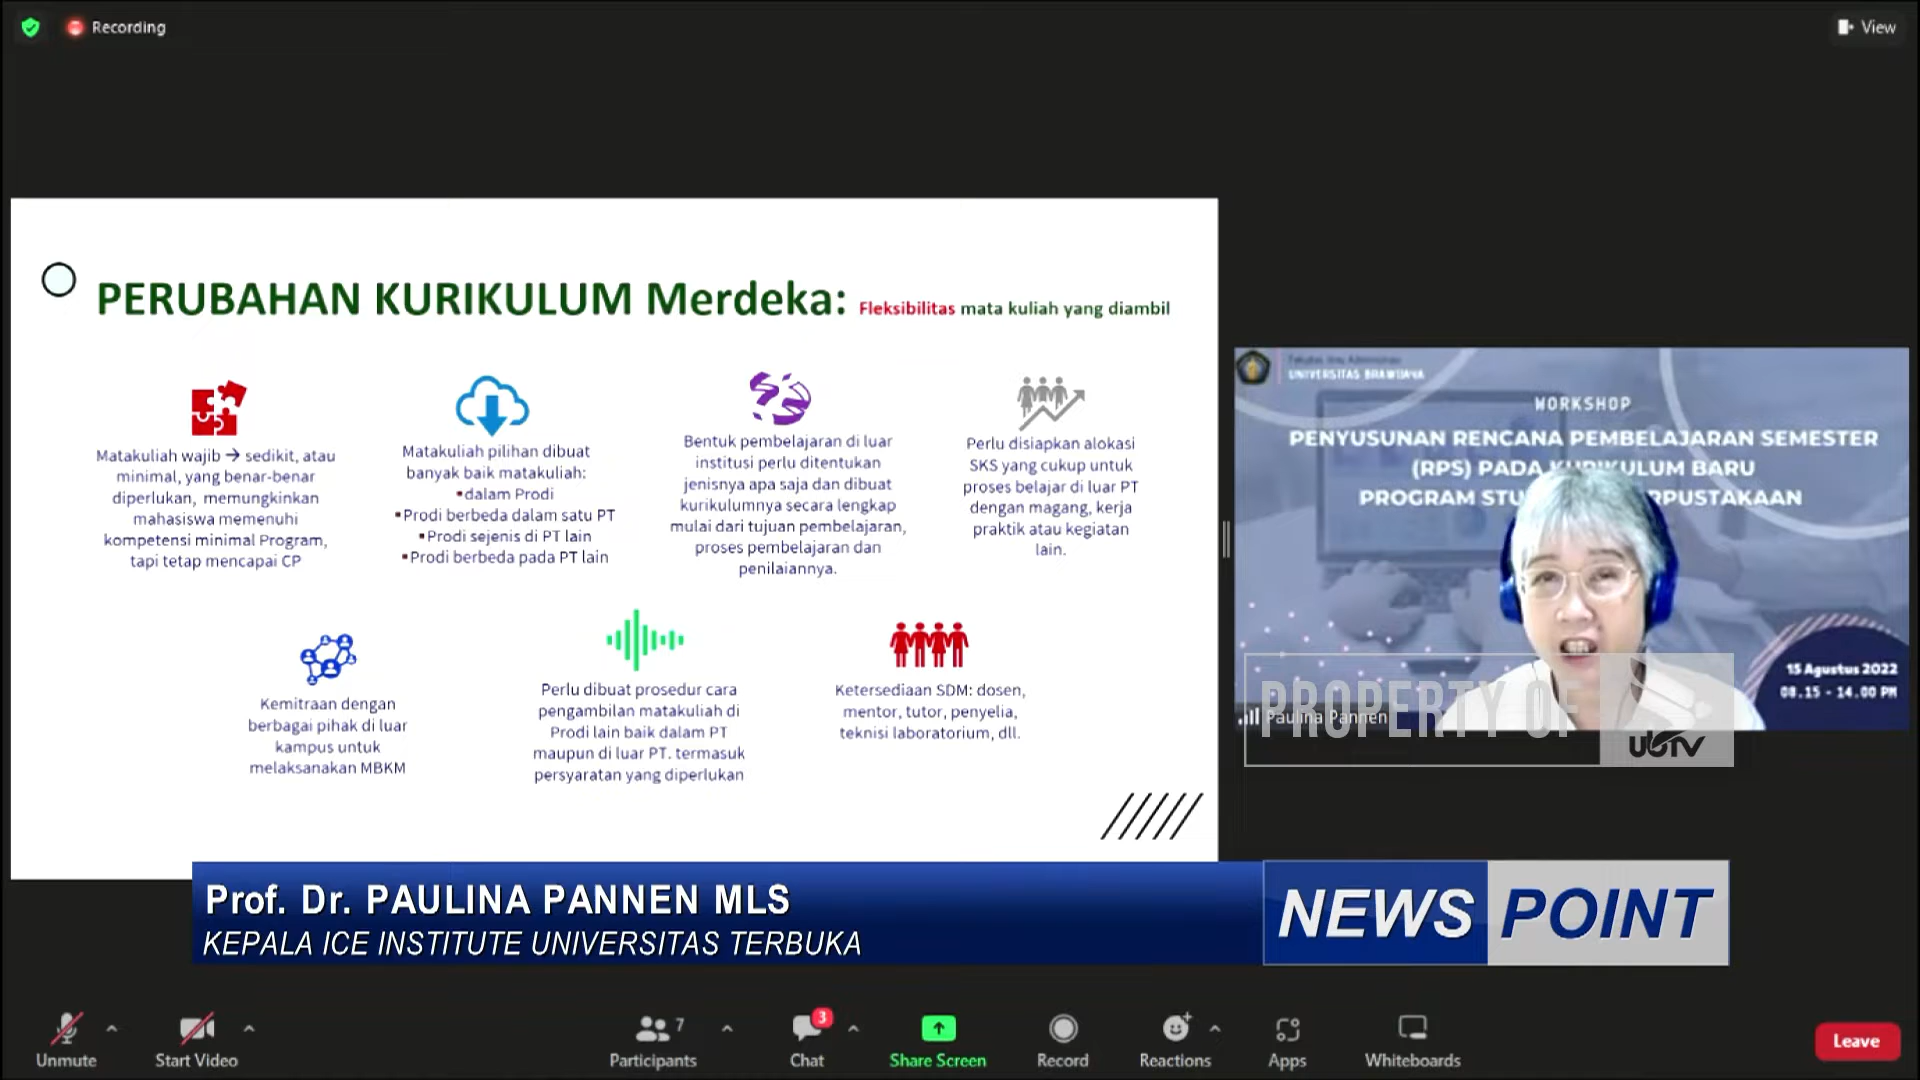 Recording
View
PERUBAHAN KURIKULUM Merdeka: Fleksibilitas mata kuliah yang diambil
Matakuliah wajib → sedikit, atau
minimal, yang benar-benar
diperlukan, memungkinkan
mahasiswa memenuhi
kompetensi minimal Program,
tapi tetap mencapai CP
Matakuliah pilihan dibuat
banyak baik matakuliah:
▪dalam Prodi
▪Prodi berbeda dalam satu PT
▪Prodi sejenis di PT lain
▪Prodi berbeda pada PT lain
Bentuk pembelajaran di luar
institusi perlu ditentukan
jenisnya apa saja dan dibuat
kurikulumnya secara lengkap
mulai dari tujuan pembelajaran,
proses pembelajaran dan
penilaiannya.
Perlu disiapkan alokasi
SKS yang cukup untuk
proses belajar di luar PT
dengan magang, kerja
praktik atau kegiatan
lain.
Kemitraan dengan
berbagai pihak di luar
kampus untuk
melaksanakan MBKM
Perlu dibuat prosedur cara
pengambilan matakuliah di
Prodi lain baik dalam PT
maupun di luar PT. termasuk
persyaratan yang diperlukan
Ketersediaan SDM: dosen,
mentor, tutor, penyelia,
teknisi laboratorium, dll.
Fakultas Ilmu Administrasi
UNIVERSITAS BRAWIJAYA
WORKSHOP
PENYUSUNAN RENCANA PEMBELAJARAN SEMESTER
(RPS) PADA KURIKULUM BARU
PROGRAM
15 Agustus 2022
08.15 - 14.00 PM
Paulina Pannen
PROPERTY OF
UBTV
Prof. Dr. PAULINA PANNEN MLS
KEPALA ICE INSTITUTE UNIVERSITAS TERBUKA
NEWS POINT
Unmute
Start Video
Participants
7
Chat
3
Share Screen
Record
Reactions
Apps
Whiteboards
Leave